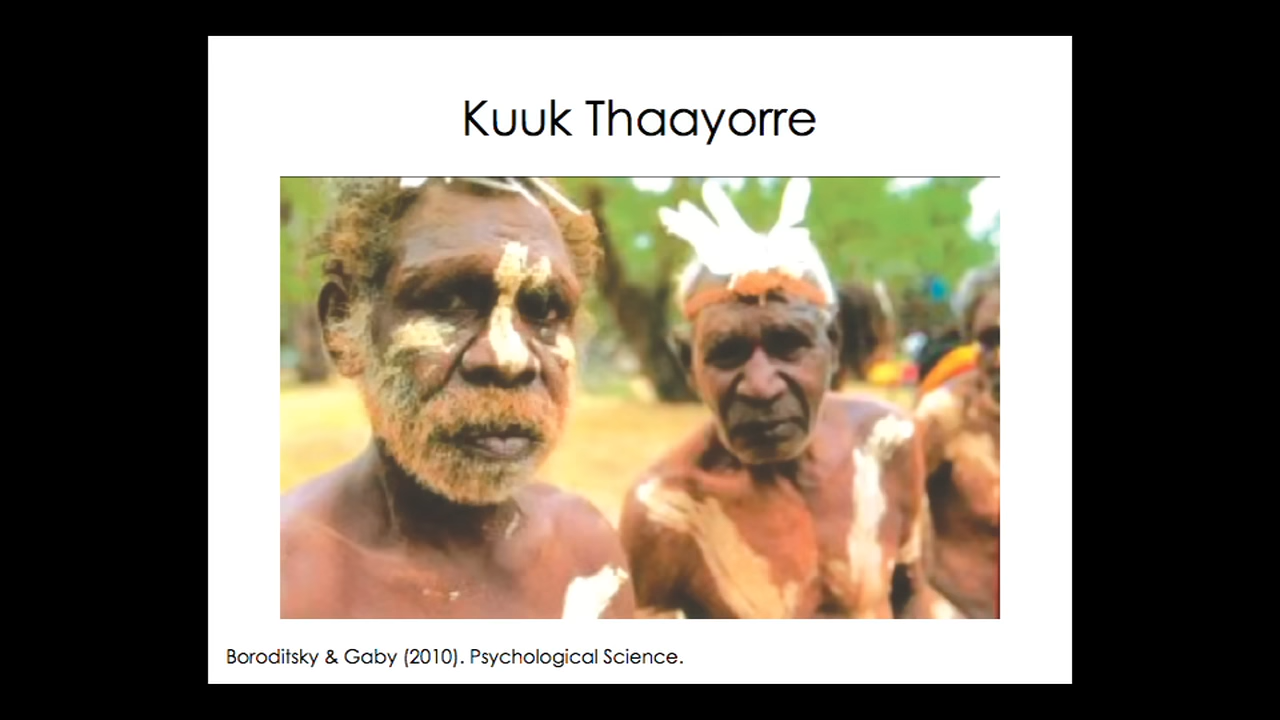 Kuuk Thaayorre
Boroditsky & Gaby (2010). Psychological Science.